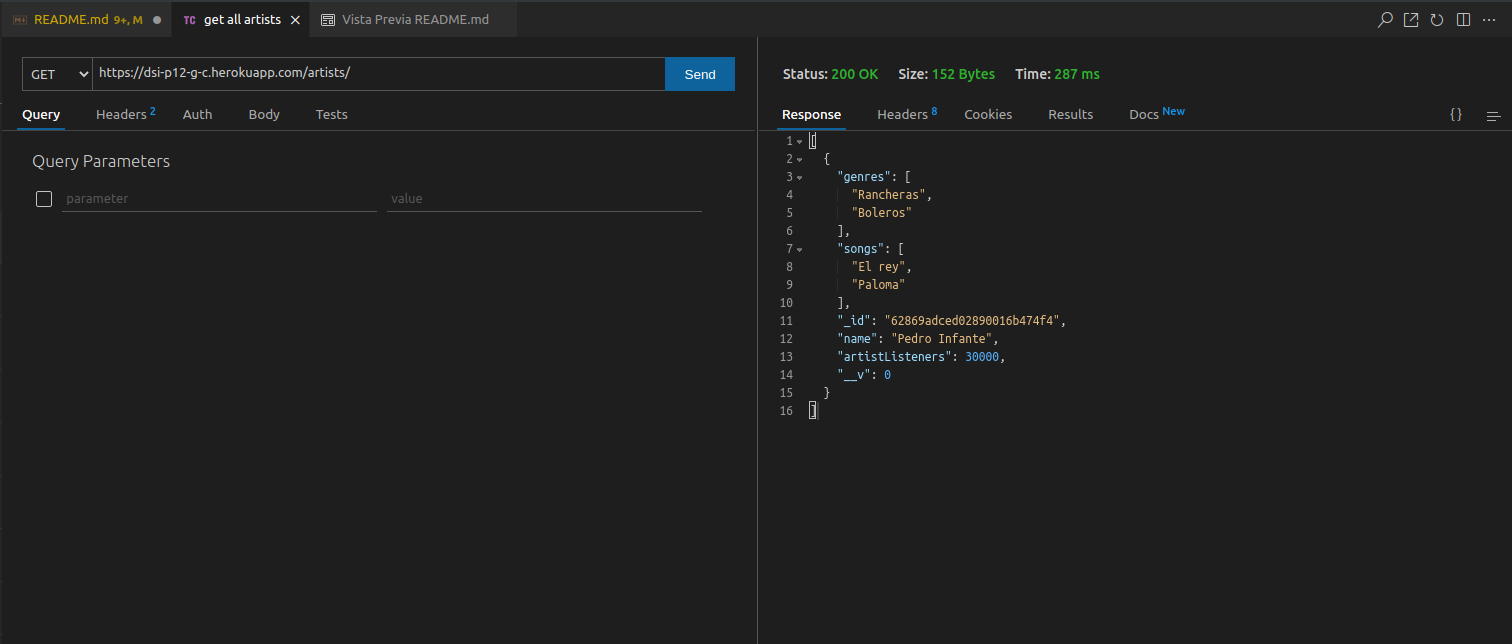 README.md 9+, M
TC get all artists
Vista Previa README.md
GET
https://dsi-p12-g-c.herokuapp.com/artists/
Send
Query Headers 2 Auth Body Tests
Query Parameters
parameter value
Status: 200 OK Size: 152 Bytes Time: 287 ms
Response Headers 8 Cookies Results Docs New {}
1 [
2 {
3 "genres": [
4 "Rancheras",
5 "Boleros"
6 ],
7 "songs": [
8 "El rey",
9 "Paloma"
10 ],
11 "_id": "62869adced02890016b474f4",
12 "name": "Pedro Infante",
13 "artistListeners": 30000,
14 "__v": 0
15 }
16 ]